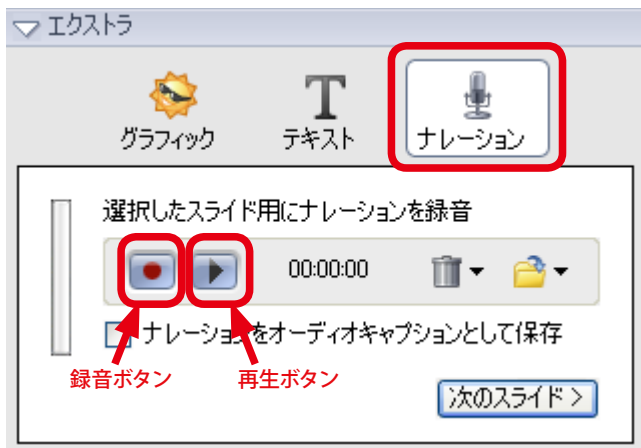 エクストラ
グラフィック
テキスト
ナレーション
選択したスライド用にナレーションを録音
00:00:00
ナレーションをオーディオキャプションとして保存
録音ボタン
再生ボタン
次のスライド >